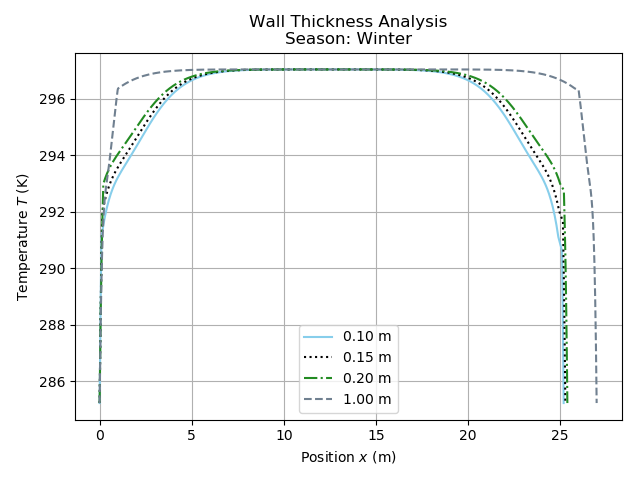 Wall Thickness Analysis
Season: Winter
Temperature T (K)
296
294
292
290
288
286
0.10 m
0.15 m
0.20 m
1.00 m
0
5
10
15
20
25
Position x (m)